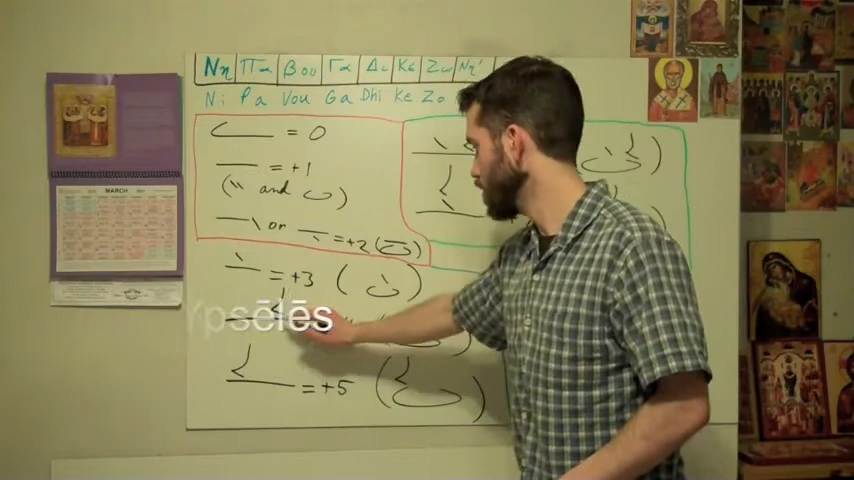 Νη Πα Βου Γα Δι Κε Ζω Νη'
Ni Pa Vou Ga Dhi Ke Zo
= 0
= +1
( and )
or = +2 ( )
= +3 ( )
Ypsēlēs
= +5 ( )
MARCH